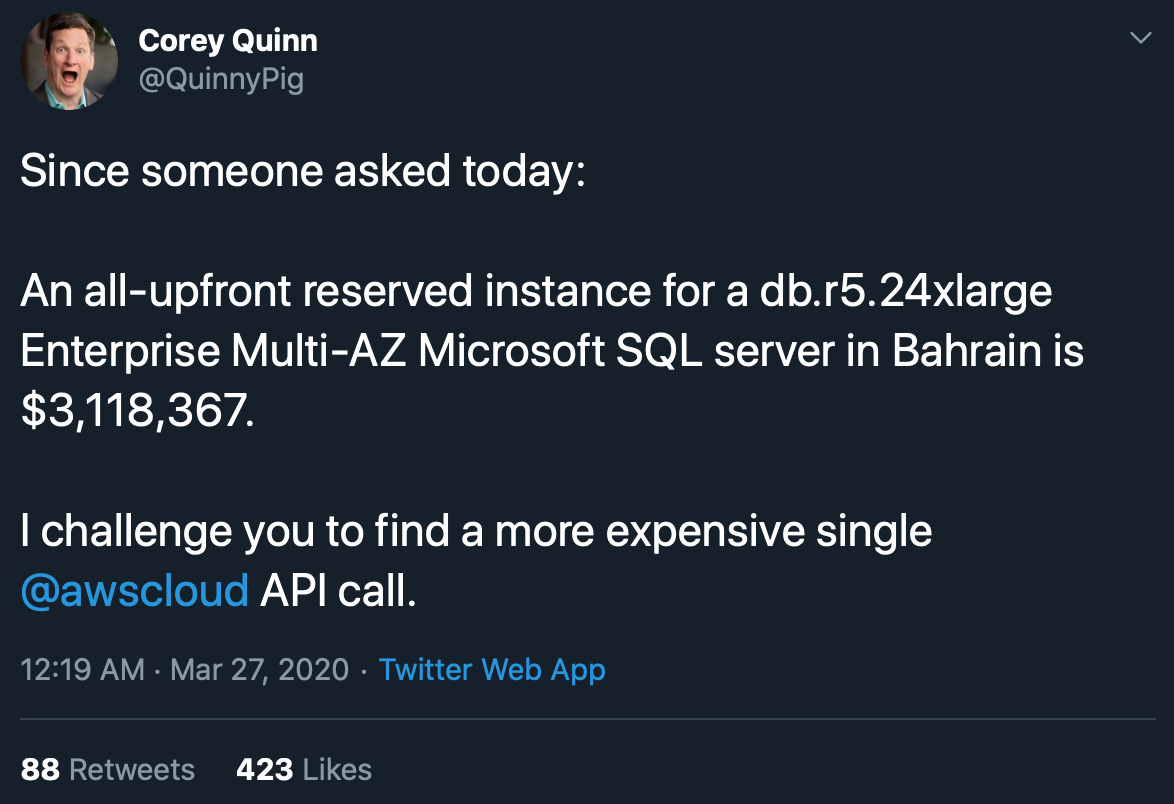 Corey Quinn
@QuinnyPig
Since someone asked today:
An all-upfront reserved instance for a db.r5.24xlarge
Enterprise Multi-AZ Microsoft SQL server in Bahrain is
$3,118,367.
I challenge you to find a more expensive single
@awscloud API call.
12:19 AM · Mar 27, 2020 · Twitter Web App
88 Retweets 423 Likes